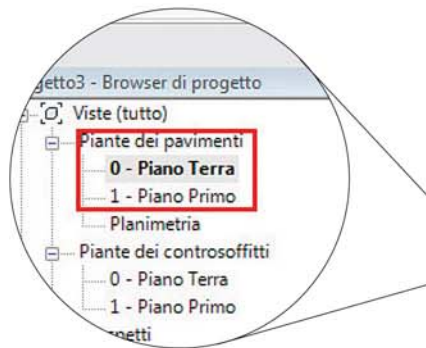 getto3 - Browser di progetto
Viste (tutto)
Piante dei pavimenti
0 - Piano Terra
1 - Piano Primo
Planimetria
Piante dei controsoffitti
0 - Piano Terra
1 - Piano Primo